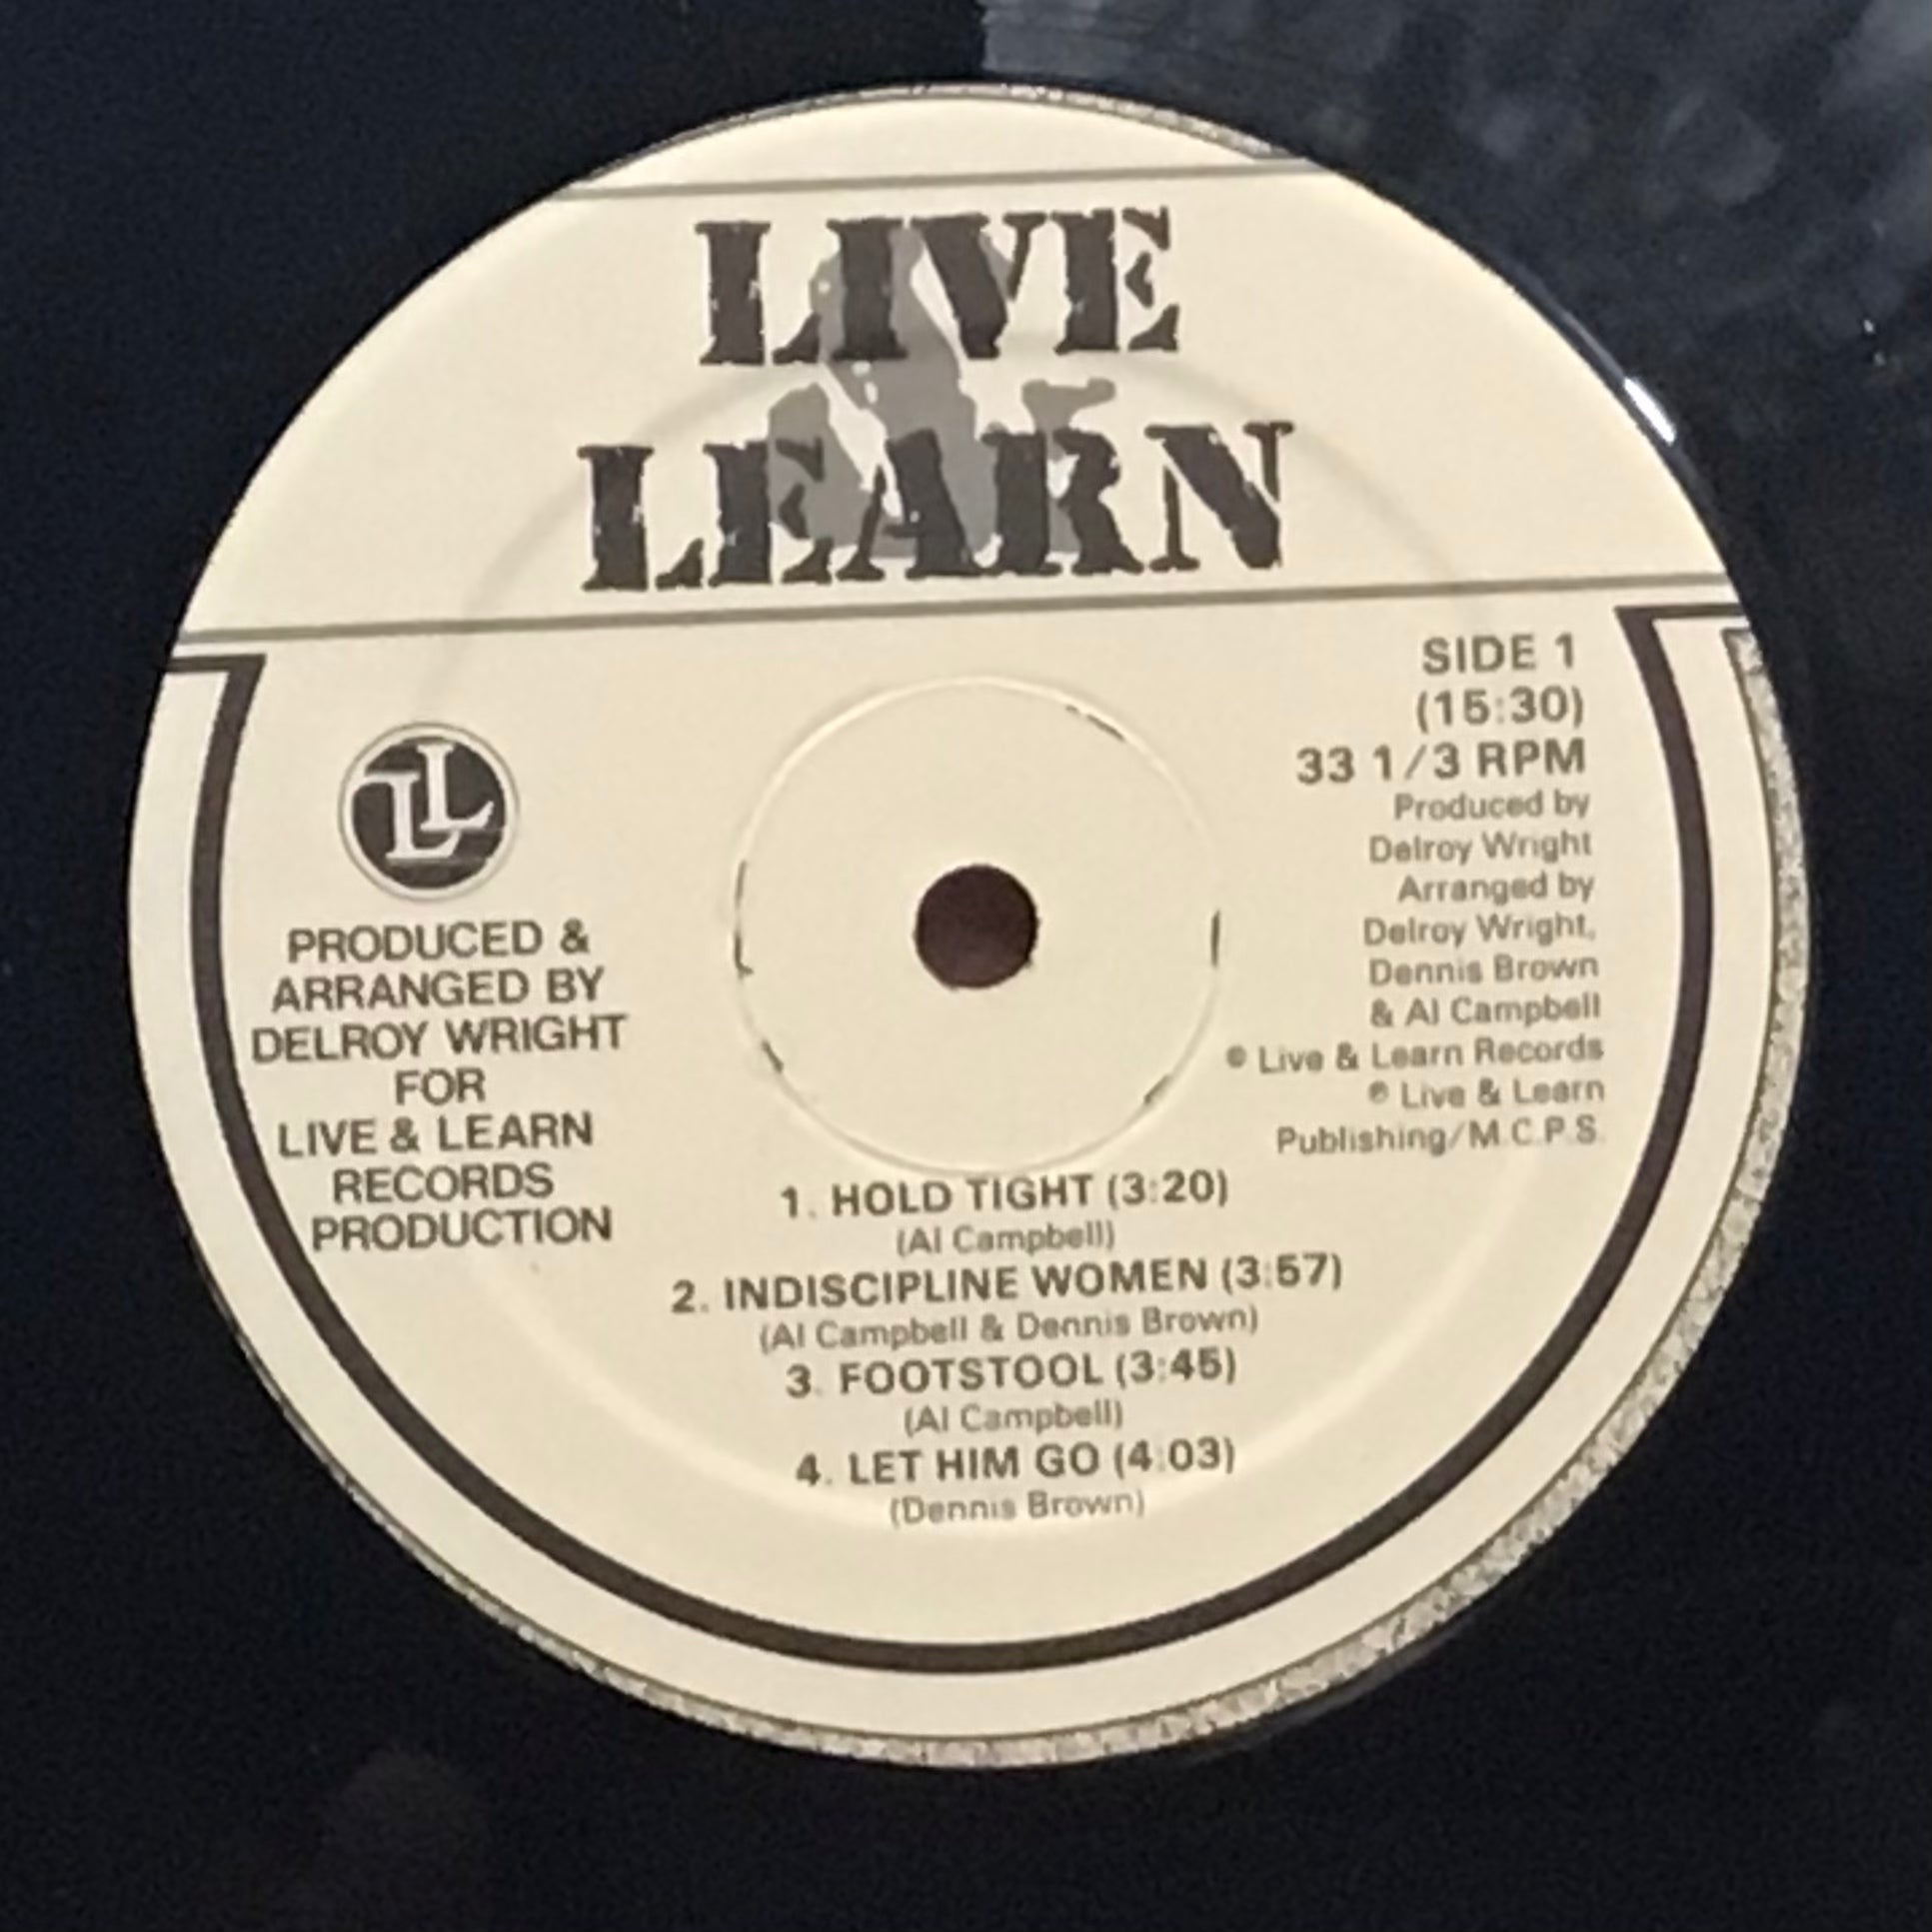 LIVE
LEARN
LL
PRODUCED &
ARRANGED BY
DELROY WRIGHT
FOR
LIVE & LEARN
RECORDS
PRODUCTION
SIDE 1
(15:30)
33 1/3 RPM
Produced by
Delroy Wright
Arranged by
Delroy Wright,
Dennis Brown
& Al Campbell
© Live & Learn Records
℗ Live & Learn
Publishing/M.C.P.S.
1. HOLD TIGHT (3:20)
(Al Campbell)
2. INDISCIPLINE WOMEN (3:57)
(Al Campbell & Dennis Brown)
3. FOOTSTOOL (3:45)
(Al Campbell)
4. LET HIM GO (4:03)
(Dennis Brown)